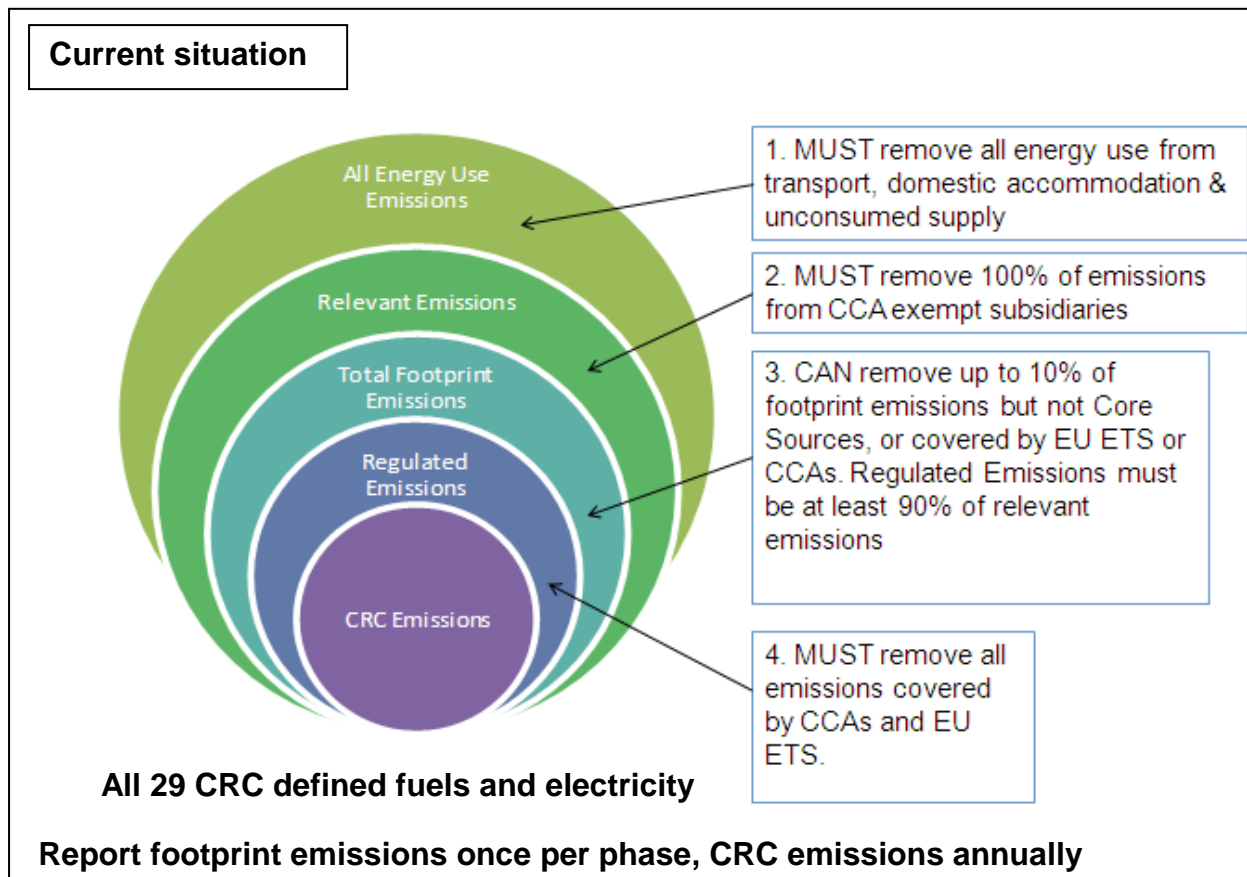 Current situation
All Energy Use
Emissions
Relevant Emissions
Total Footprint
Emissions
Regulated
Emissions
CRC Emissions
1. MUST remove all energy use from
transport, domestic accommodation &
unconsumed supply
2. MUST remove 100% of emissions
from CCA exempt subsidiaries
3. CAN remove up to 10% of
footprint emissions but not Core
Sources, or covered by EU ETS or
CCAs. Regulated Emissions must
be at least 90% of relevant
emissions
4. MUST remove all
emissions covered
by CCAs and EU
ETS.
All 29 CRC defined fuels and electricity
Report footprint emissions once per phase, CRC emissions annually